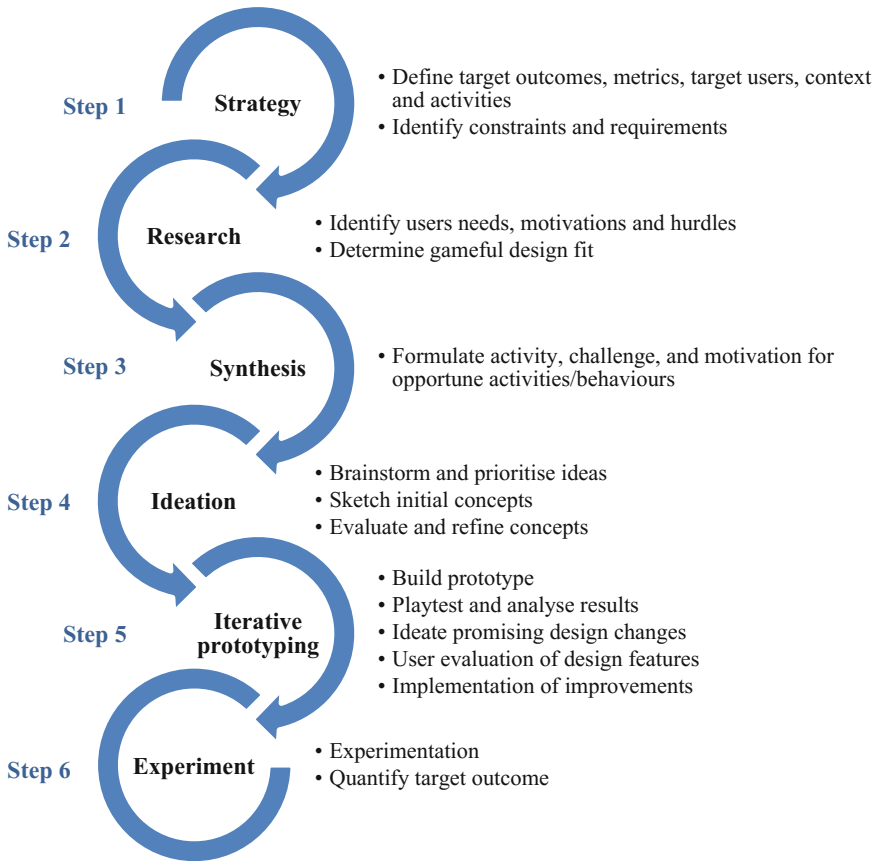 Step 1
Strategy
• Define target outcomes, metrics, target users, context
and activities
• Identify constraints and requirements
Step 2
Research
• Identify users needs, motivations and hurdles
• Determine gameful design fit
Step 3
Synthesis
• Formulate activity, challenge, and motivation for
opportune activities/behaviours
Step 4
Ideation
• Brainstorm and prioritise ideas
• Sketch initial concepts
• Evaluate and refine concepts
Step 5
Iterative
prototyping
• Build prototype
• Playtest and analyse results
• Ideate promising design changes
• User evaluation of design features
• Implementation of improvements
Step 6
Experiment
• Experimentation
• Quantify target outcome